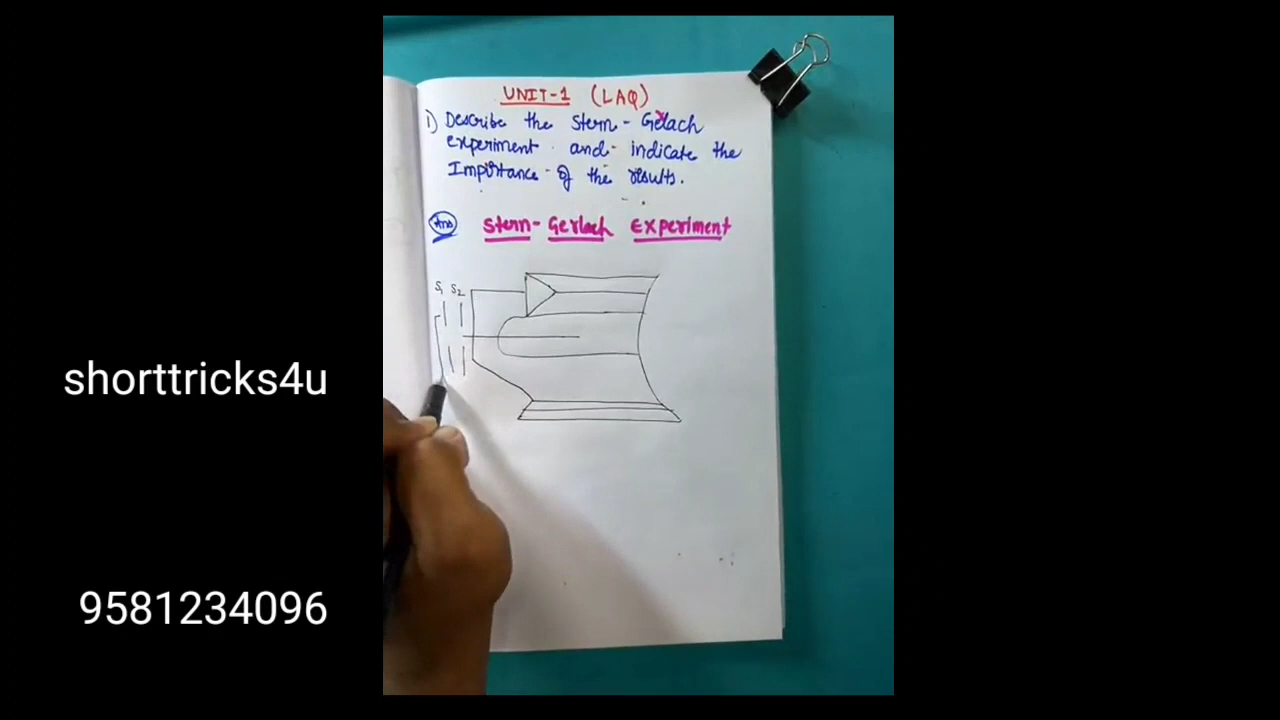 UNIT-1 (LAQ)
1) Describe the Stern - Gerlach
experiment and indicate the
Importance of the results.
Ans Stern-Gerlach Experiment
S1 S2
shorttricks4u
9581234096